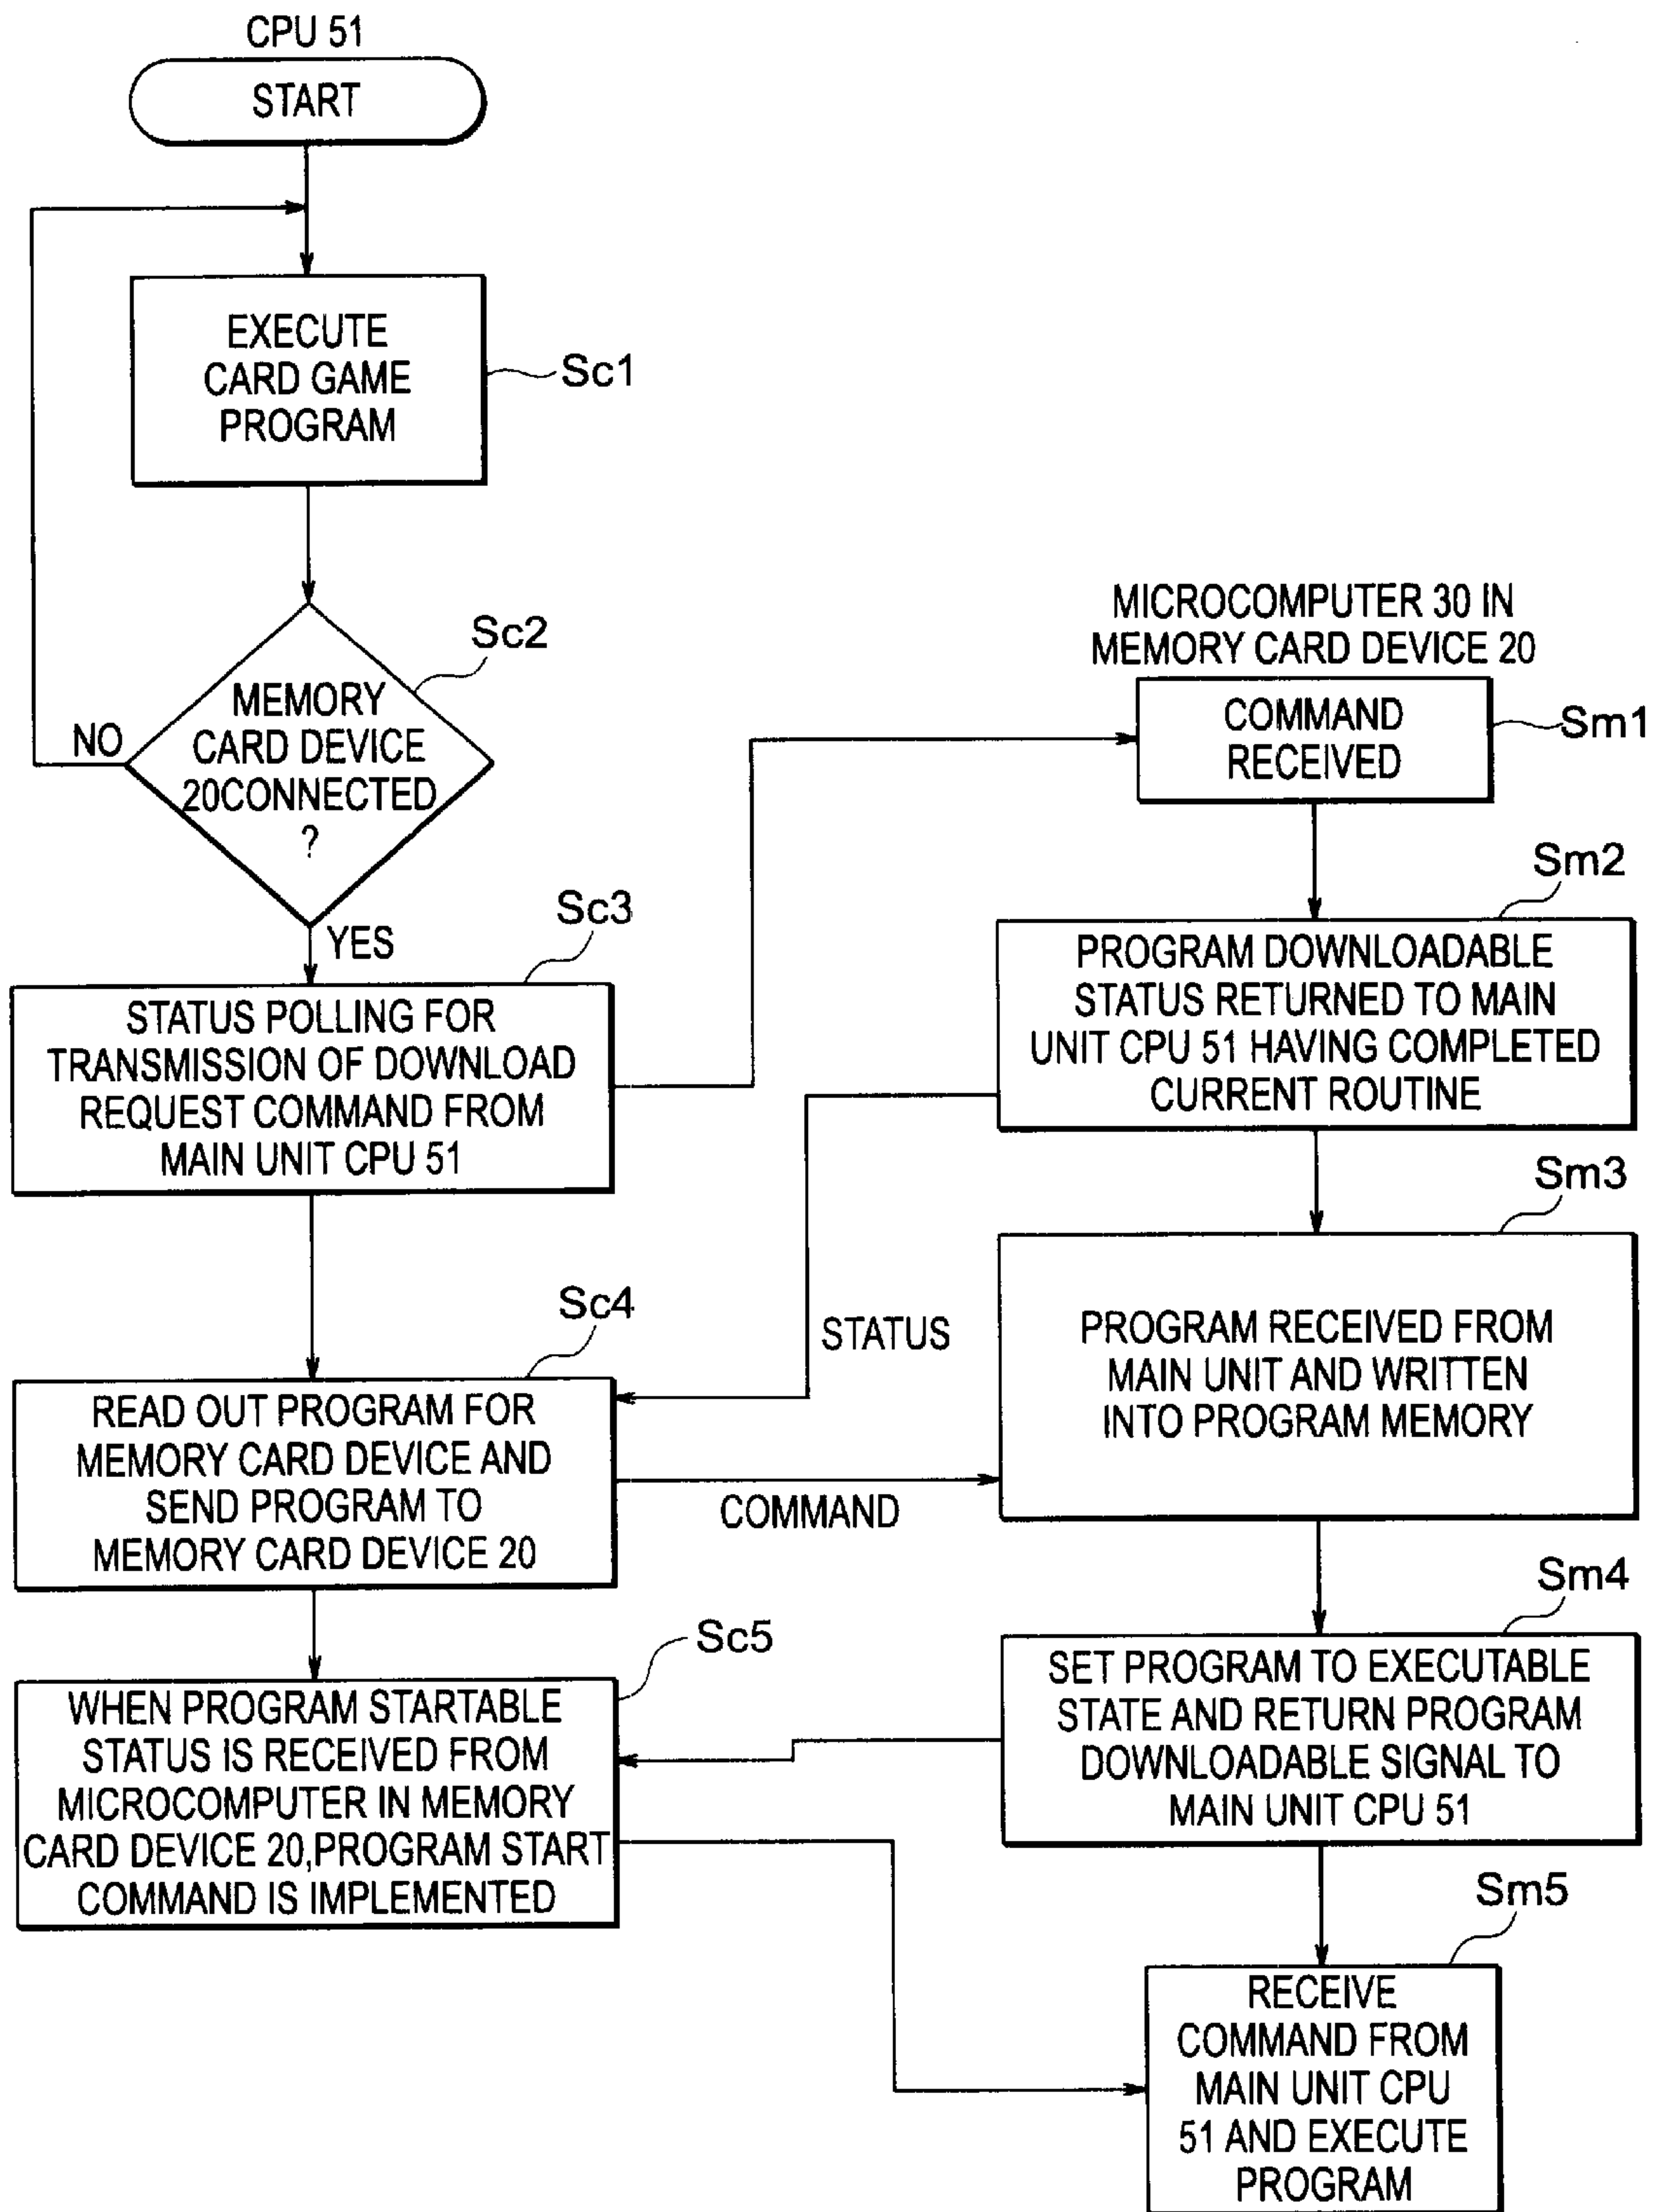 CPU 51
START
EXECUTE
CARD GAME
PROGRAM
Sc1
Sc2
MEMORY
CARD DEVICE
20CONNECTED
?
NO
YES
Sc3
STATUS POLLING FOR
TRANSMISSION OF DOWNLOAD
REQUEST COMMAND FROM
MAIN UNIT CPU 51
Sc4
READ OUT PROGRAM FOR
MEMORY CARD DEVICE AND
SEND PROGRAM TO
MEMORY CARD DEVICE 20
Sc5
WHEN PROGRAM STARTABLE
STATUS IS RECEIVED FROM
MICROCOMPUTER IN MEMORY
CARD DEVICE 20,PROGRAM START
COMMAND IS IMPLEMENTED
STATUS
COMMAND
MICROCOMPUTER 30 IN
MEMORY CARD DEVICE 20
COMMAND
RECEIVED
Sm1
Sm2
PROGRAM DOWNLOADABLE
STATUS RETURNED TO MAIN
UNIT CPU 51 HAVING COMPLETED
CURRENT ROUTINE
Sm3
PROGRAM RECEIVED FROM
MAIN UNIT AND WRITTEN
INTO PROGRAM MEMORY
Sm4
SET PROGRAM TO EXECUTABLE
STATE AND RETURN PROGRAM
DOWNLOADABLE SIGNAL TO
MAIN UNIT CPU 51
Sm5
RECEIVE
COMMAND FROM
MAIN UNIT CPU
51 AND EXECUTE
PROGRAM